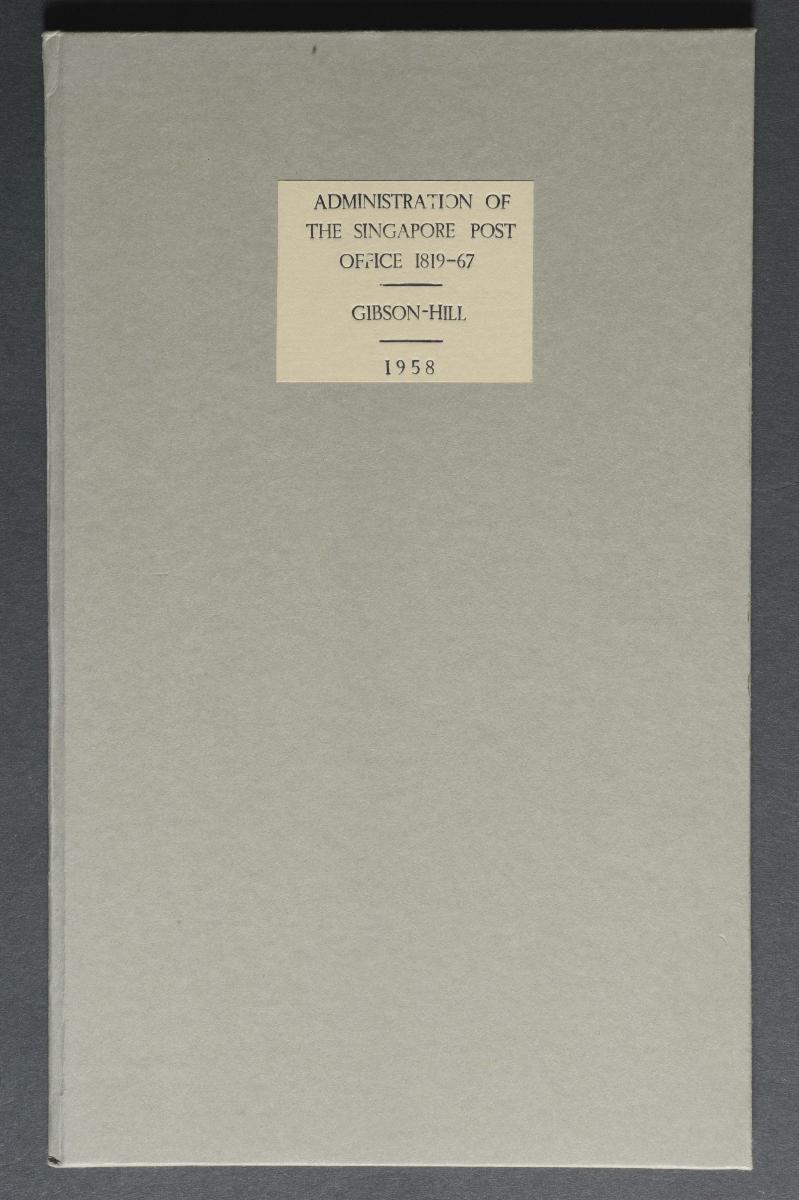 ADMINISTRATION OF
THE SINGAPORE POST
OFFICE 1819-67
GIBSON-HILL
1958